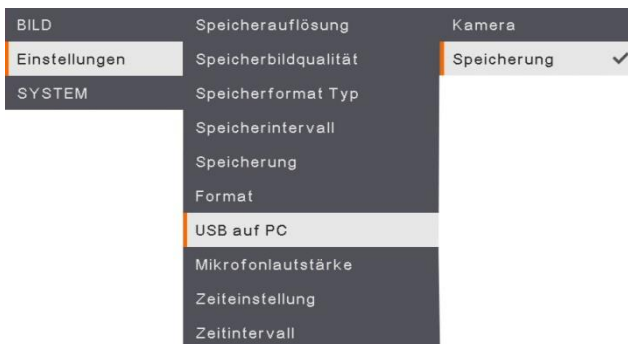 BILD
Einstellungen
SYSTEM
Speicherauflösung
Speicherbildqualität
Speicherformat Typ
Speicherintervall
Speicherung
Format
USB auf PC
Mikrofonlautstärke
Zeiteinstellung
Zeitintervall
Kamera
Speicherung